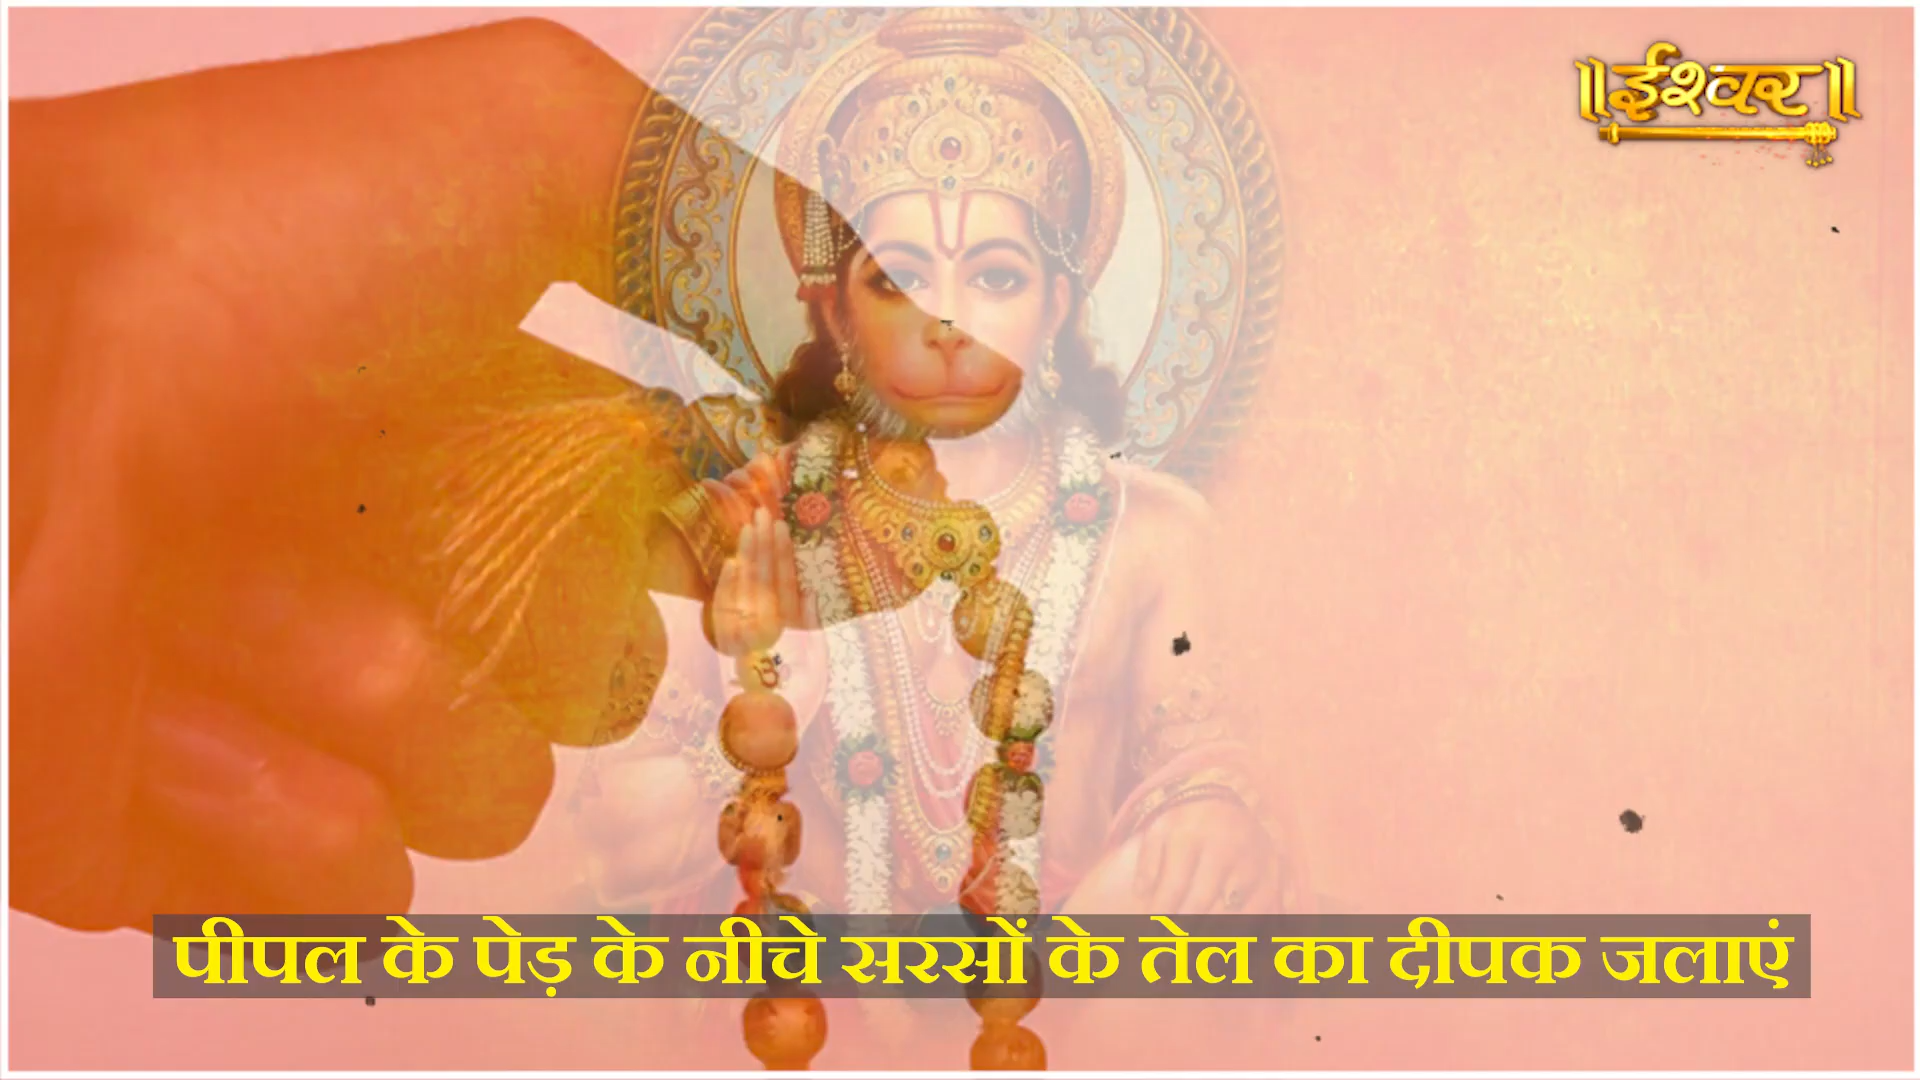 ॥ईश्वर॥
पीपल के पेड़ के नीचे सरसों के तेल का दीपक जलाएं